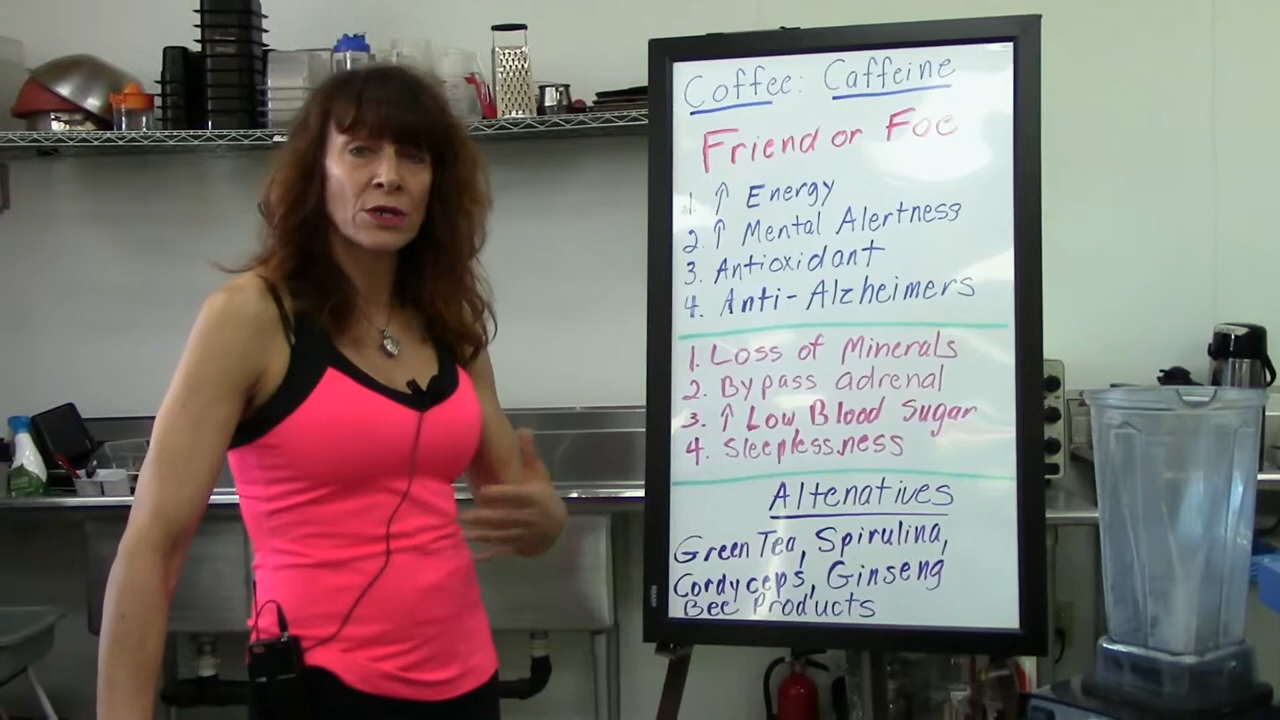 Coffee: Caffeine
Friend or Foe
1. ↑ Energy
2. ↑ Mental Alertness
3. Antioxidant
4. Anti-Alzheimers
1. Loss of Minerals
2. Bypass adrenal
3. ↑ Low Blood Sugar
4. Sleeplessness
Altenatives
Green Tea, Spirulina,
Cordyceps, Ginseng
Bee Products